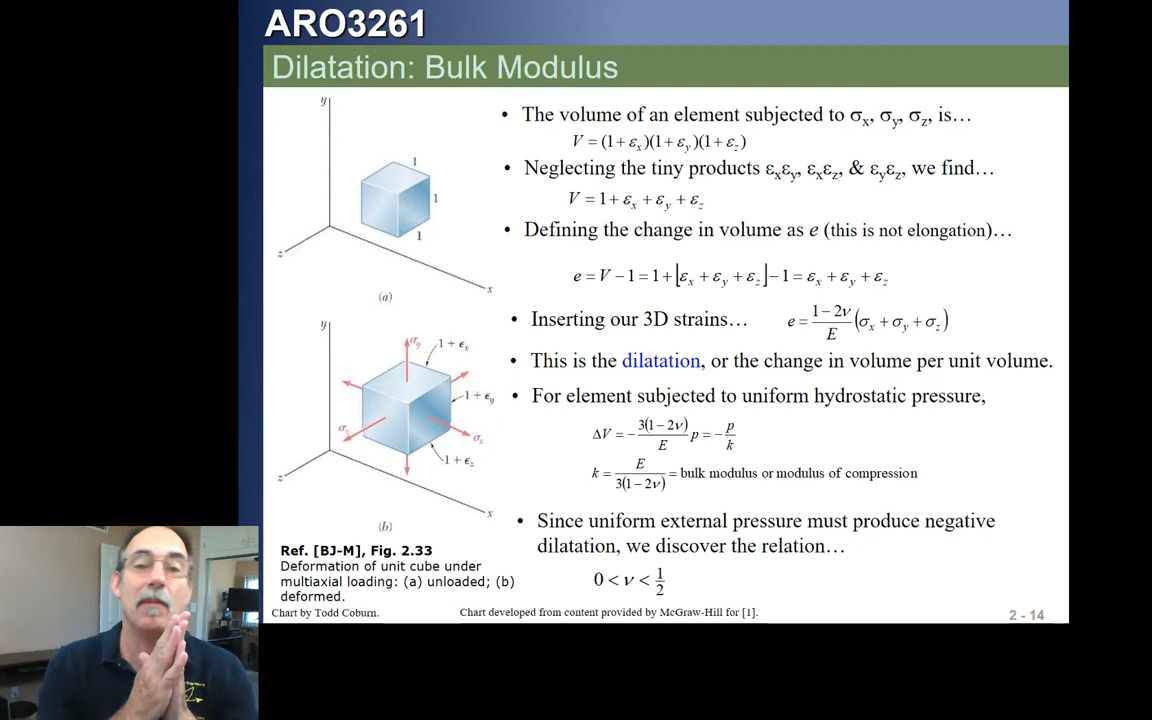 ARO3261
Dilatation: Bulk Modulus
y
1
1
1
z
x
(a)
y
σy
1 + ϵx
1 + ϵy
σz
σx
1 + ϵz
z
x
(b)
Ref. [BJ-M], Fig. 2.33
Deformation of unit cube under
multiaxial loading: (a) unloaded; (b)
deformed.
Chart by Todd Coburn.
• The volume of an element subjected to σx, σy, σz, is…
V = (1 + εx)(1 + εy)(1 + εz)
• Neglecting the tiny products εxεy, εxεz, & εyεz, we find…
V = 1 + εx + εy + εz
• Defining the change in volume as e (this is not elongation)…
e = V − 1 = 1 + [εx + εy + εz] − 1 = εx + εy + εz
• Inserting our 3D strains… e = (1 − 2ν)/E (σx + σy + σz)
• This is the dilatation, or the change in volume per unit volume.
• For element subjected to uniform hydrostatic pressure,
ΔV = − 3(1 − 2ν)/E p = − p/k
k = E/3(1 − 2ν) = bulk modulus or modulus of compression
• Since uniform external pressure must produce negative
dilatation, we discover the relation…
0 < ν < 1/2
Chart developed from content provided by McGraw-Hill for [1].
2 - 14